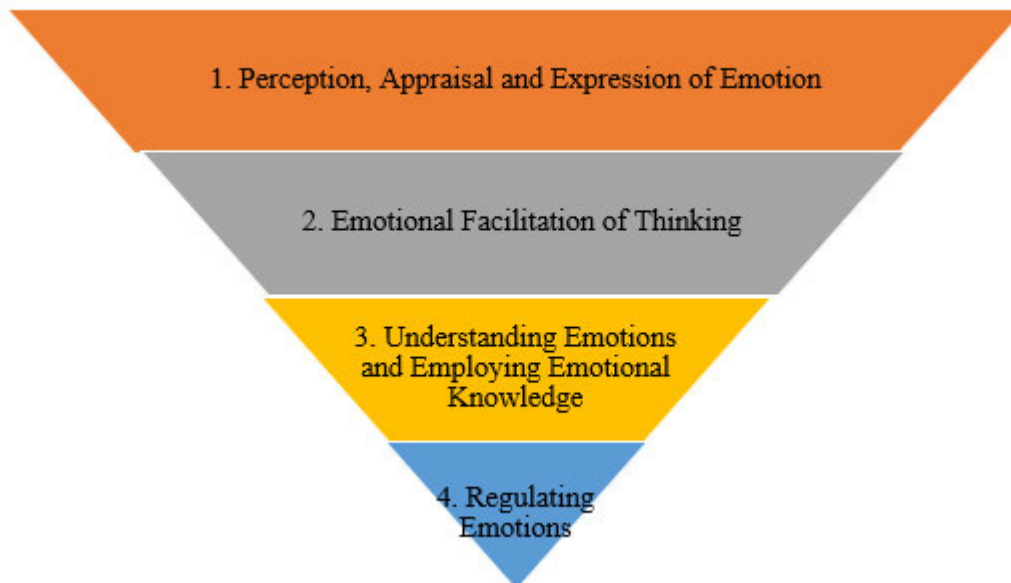 1. Perception, Appraisal and Expression of Emotion
2. Emotional Facilitation of Thinking
3. Understanding Emotions
and Employing Emotional
Knowledge
4. Regulating
Emotions